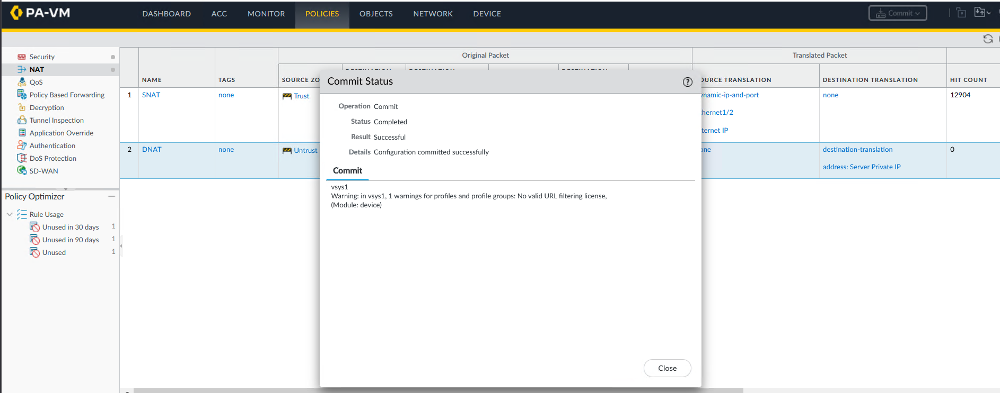 PA-VM
DASHBOARD ACC MONITOR POLICIES OBJECTS NETWORK DEVICE Commit
Security
NAT
QoS
Policy Based Forwarding
Decryption
Tunnel Inspection
Application Override
Authentication
DoS Protection
SD-WAN
Policy Optimizer
Rule Usage
Unused in 30 days 1
Unused in 90 days 1
Unused 1
Original Packet Translated Packet
NAME TAGS SOURCE ZO OURCE TRANSLATION DESTINATION TRANSLATION HIT COUNT
1 SNAT none Trust ynamic-ip-and-port none 12904
hernet1/2
ternet IP
2 DNAT none Untrust one destination-translation 0
address: Server Private IP
Commit Status
Operation Commit
Status Completed
Result Successful
Details Configuration committed successfully
Commit
vsys1
Warning: in vsys1, 1 warnings for profiles and profile groups: No valid URL filtering license,
(Module: device)
Close